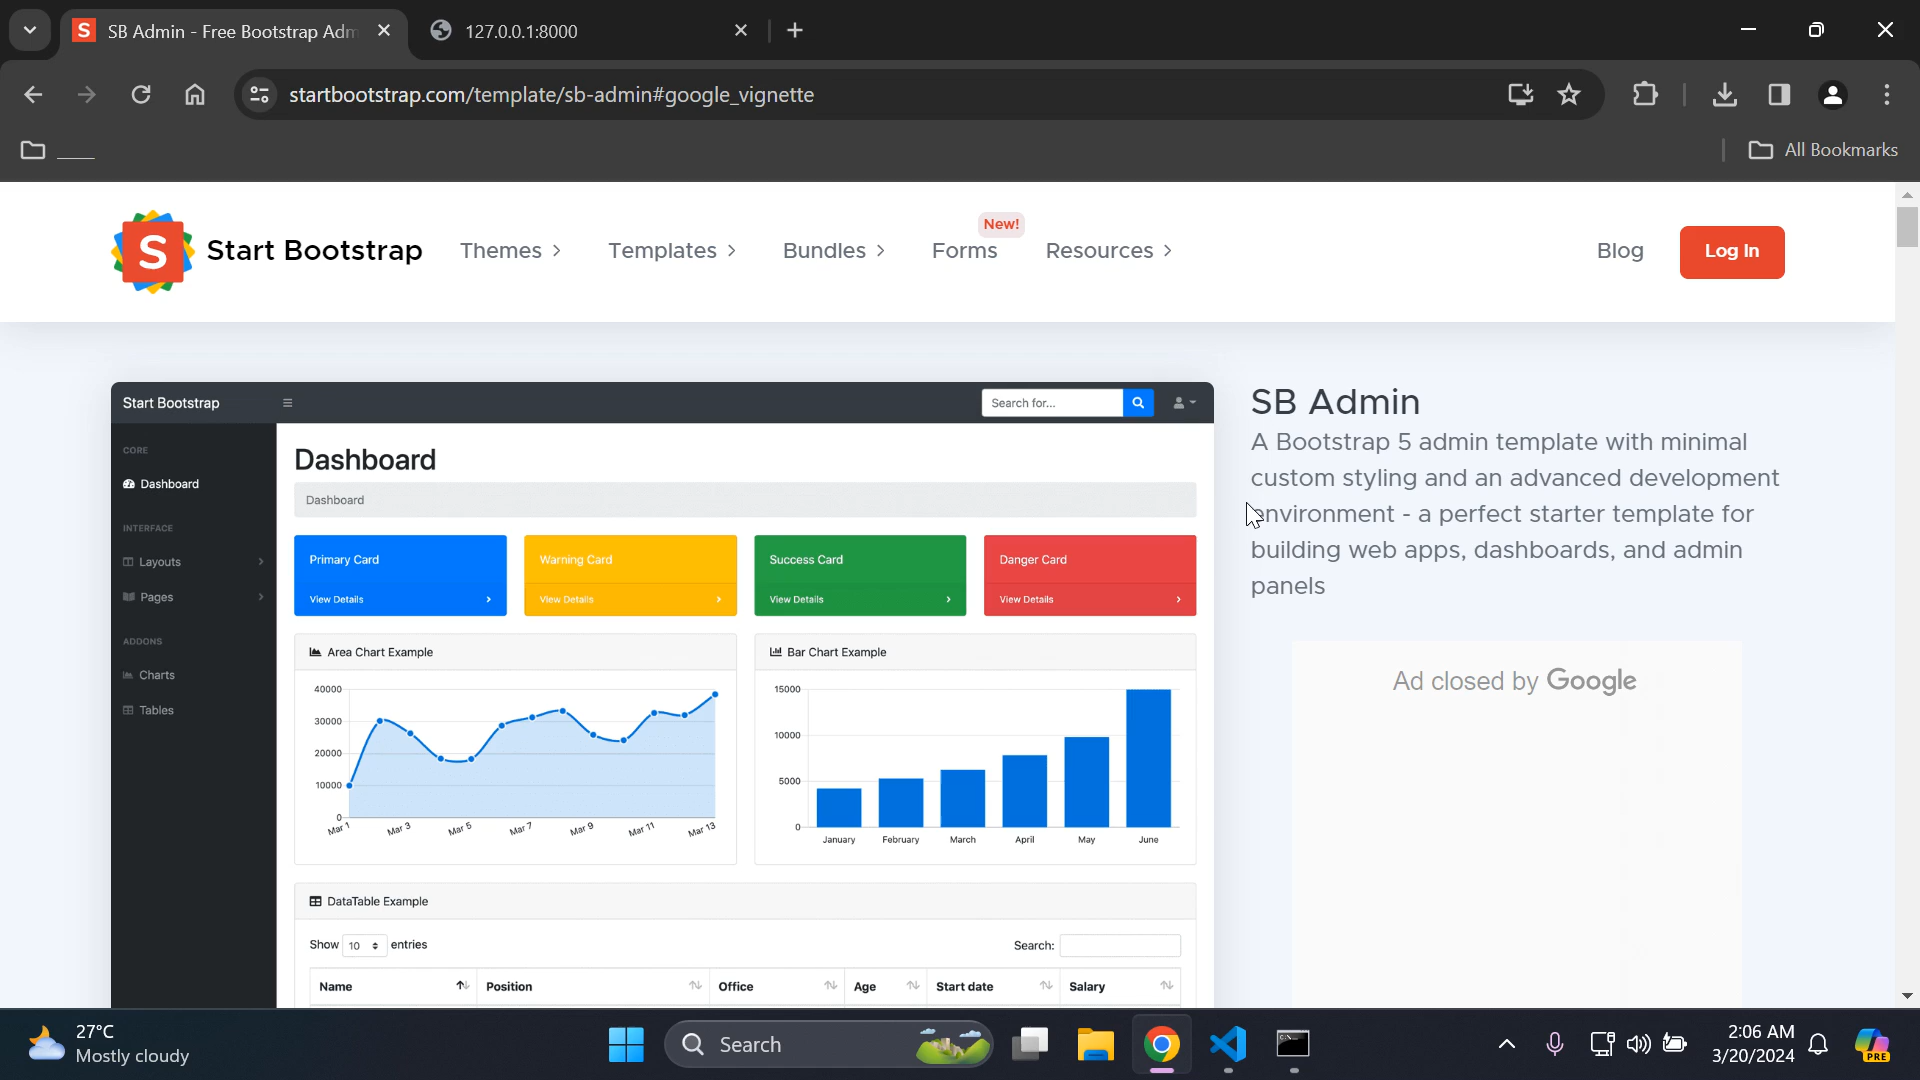 SB Admin - Free Bootstrap Adm
127.0.0.1:8000
startbootstrap.com/template/sb-admin#google_vignette
All Bookmarks
S Start Bootstrap
Themes
Templates
Bundles
Forms
New!
Resources
Blog
Log In
Start Bootstrap
Search for...
CORE
Dashboard
INTERFACE
Layouts
Pages
ADDONS
Charts
Tables
Dashboard
Dashboard
Primary Card
View Details
Warning Card
View Details
Success Card
View Details
Danger Card
View Details
Area Chart Example
40000
30000
20000
10000
0
Mar 1 Mar 3 Mar 5 Mar 7 Mar 9 Mar 11 Mar 13
Bar Chart Example
15000
10000
5000
0
January February March April May June
DataTable Example
Show 10 entries
Search:
Name Position Office Age Start date Salary
SB Admin
A Bootstrap 5 admin template with minimal
custom styling and an advanced development
environment - a perfect starter template for
building web apps, dashboards, and admin
panels
Ad closed by Google
27°C
Mostly cloudy
Search
2:06 AM
3/20/2024
PRE